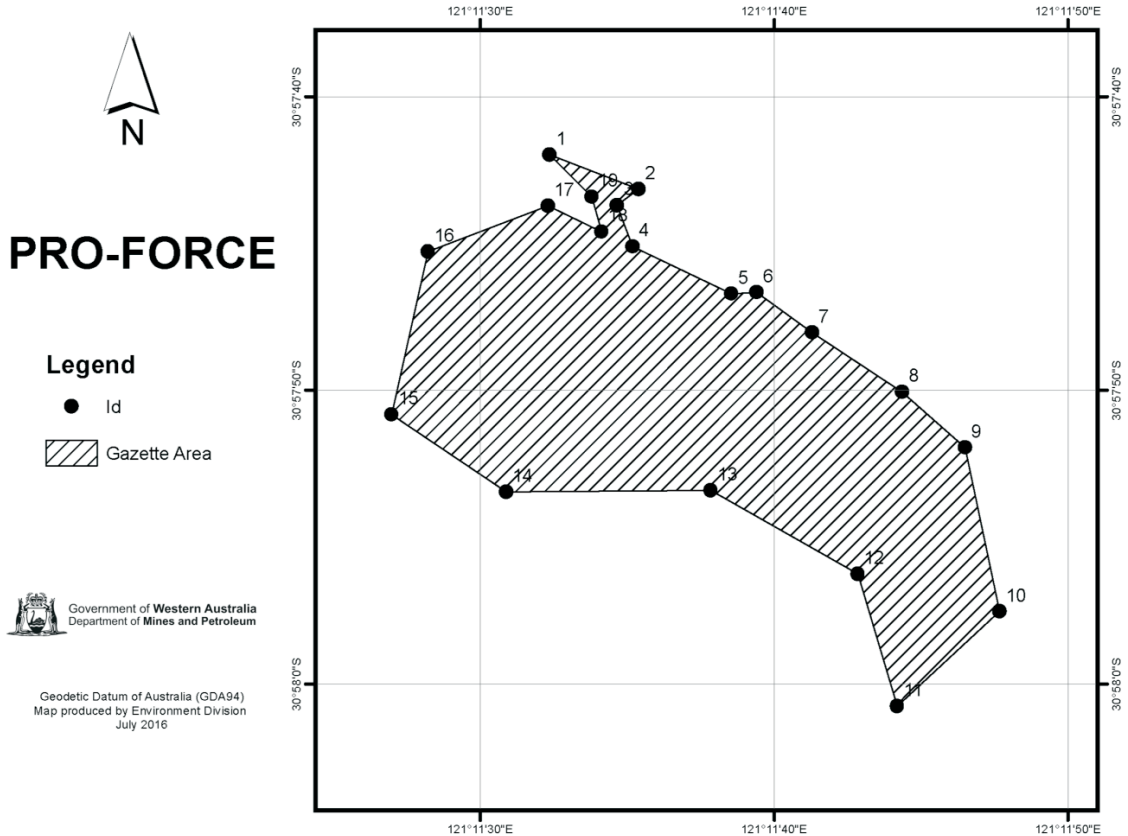 121°11'30"E
121°11'40"E
121°11'50"E
N
PRO-FORCE
Legend
Id
Gazette Area
Government of Western Australia
Department of Mines and Petroleum
Geodetic Datum of Australia (GDA94)
Map produced by Environment Division
July 2016
30°57'40"S
30°57'50"S
30°58'0"S
1
2
3
4
5
6
7
8
9
10
11
12
13
14
15
16
17
18
19
30°57'40"S
30°57'50"S
30°58'0"S
121°11'30"E
121°11'40"E
121°11'50"E